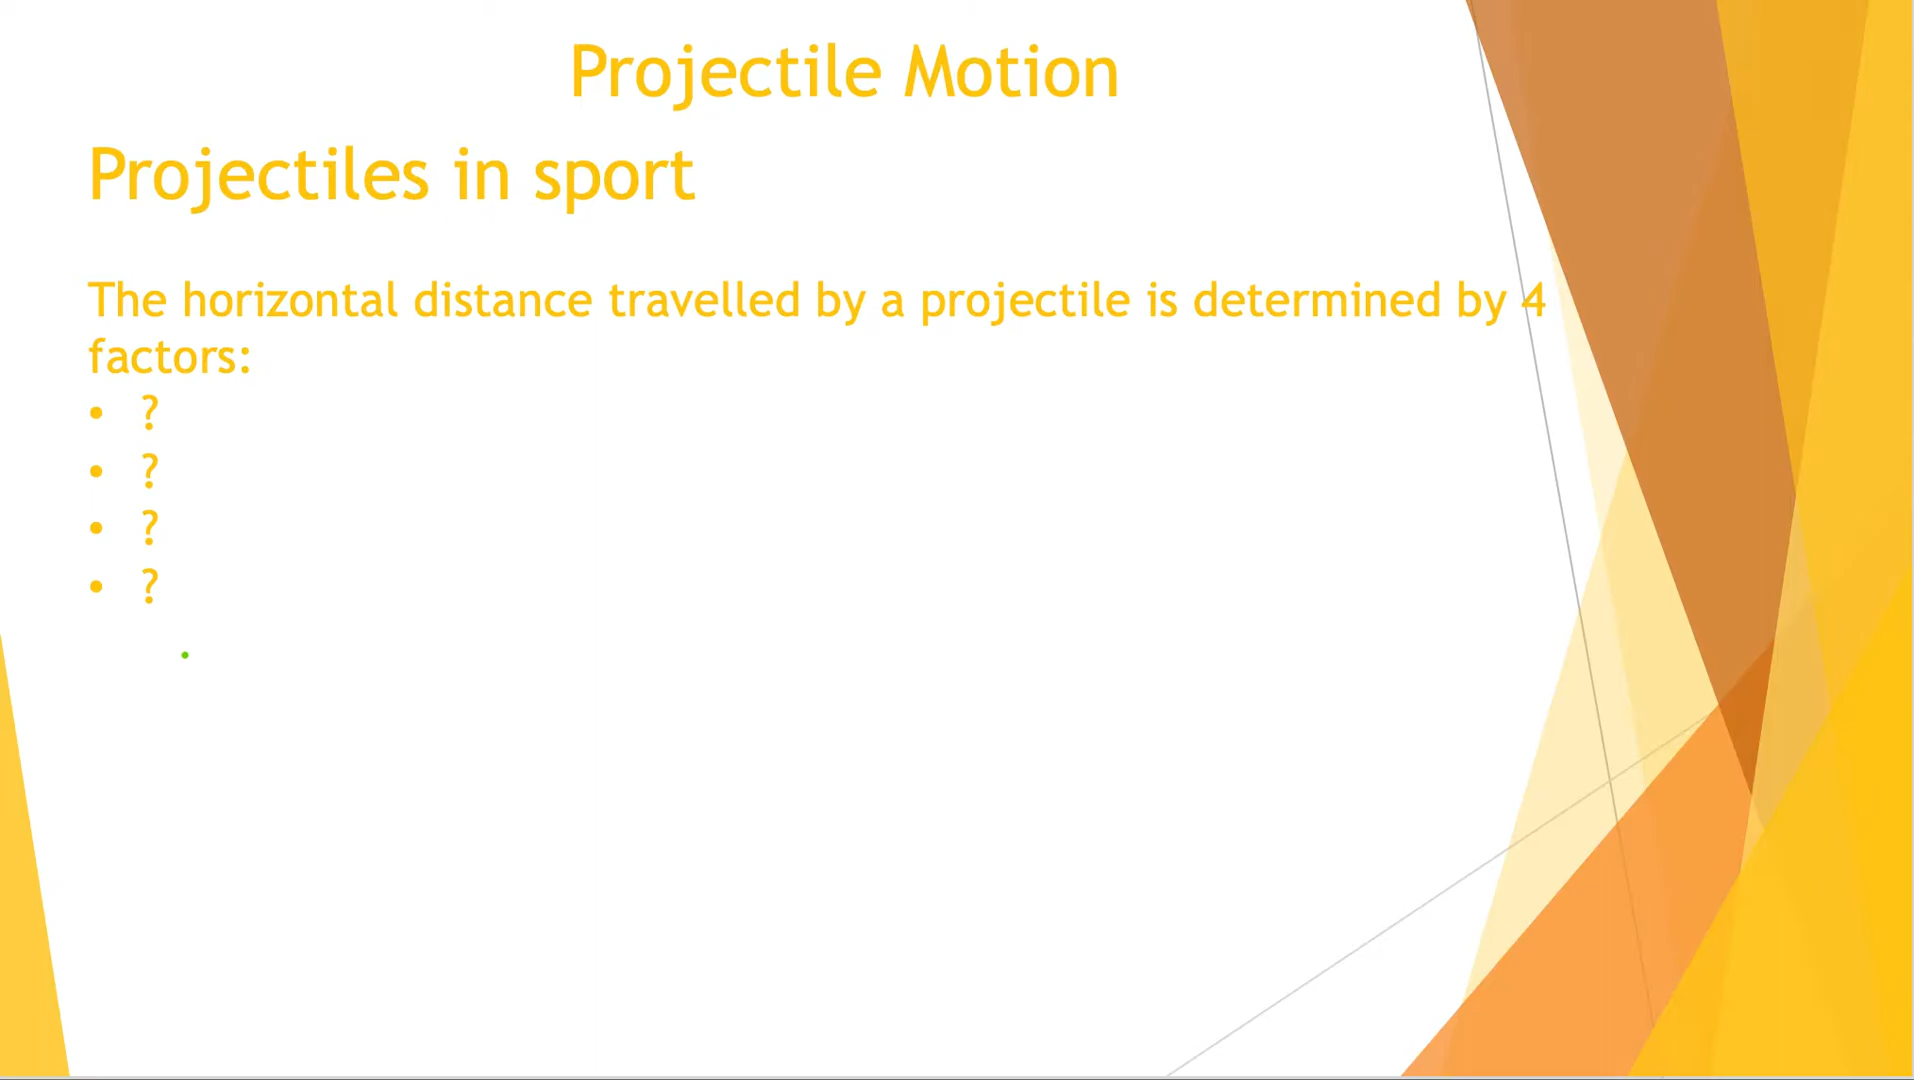 Projectile Motion
Projectiles in sport
The horizontal distance travelled by a projectile is determined by 4
factors:
• ?
• ?
• ?
• ?